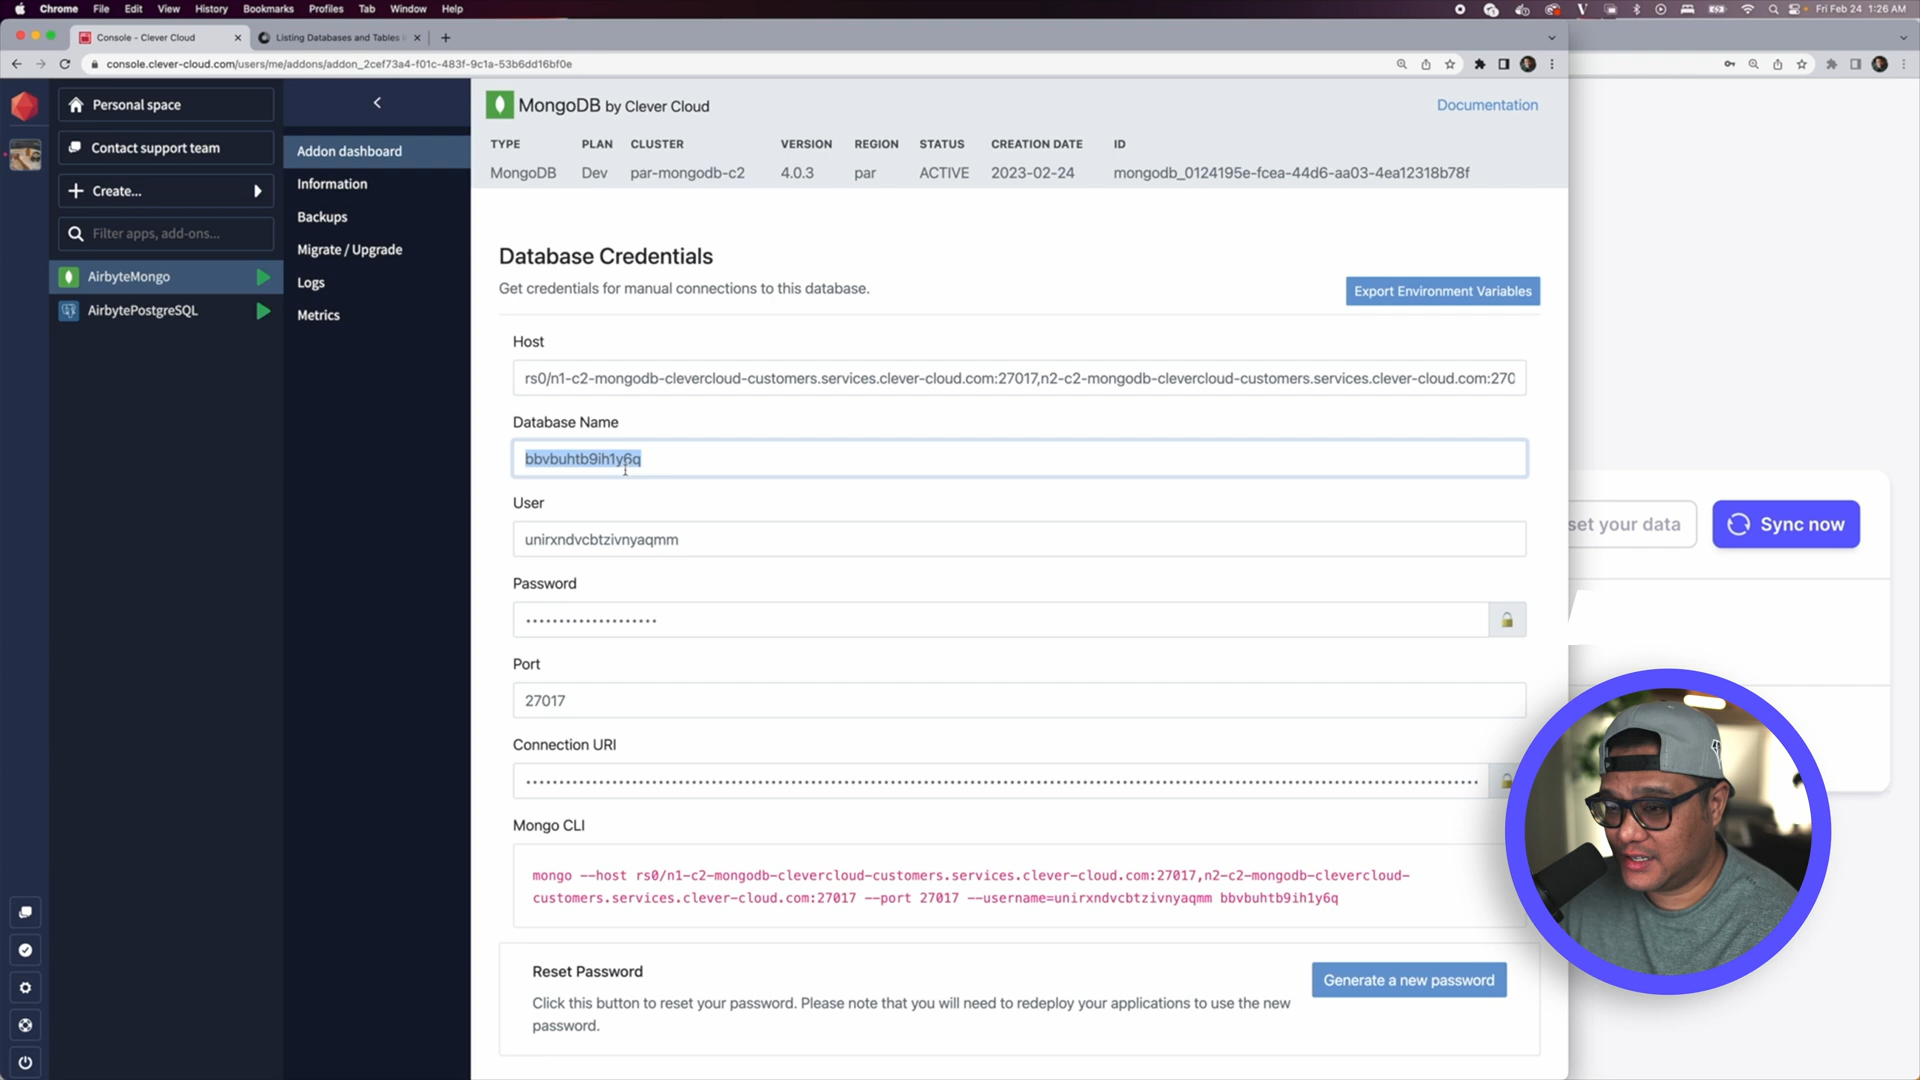 Chrome File Edit View History Bookmarks Profiles Tab Window Help
Fri Feb 24 1:26 AM
Console - Clever Cloud
Listing Databases and Tables i
console.clever-cloud.com/users/me/addons/addon_2cef73a4-f01c-483f-9c1a-53b6dd16bf0e
Personal space
Contact support team
Create...
Filter apps, add-ons...
AirbyteMongo
AirbytePostgreSQL
Addon dashboard
Information
Backups
Migrate / Upgrade
Logs
Metrics
MongoDB by Clever Cloud
Documentation
TYPE PLAN CLUSTER VERSION REGION STATUS CREATION DATE ID
MongoDB Dev par-mongodb-c2 4.0.3 par ACTIVE 2023-02-24 mongodb_0124195e-fcea-44d6-aa03-4ea12318b78f
Database Credentials
Get credentials for manual connections to this database.
Export Environment Variables
Host
rs0/n1-c2-mongodb-clevercloud-customers.services.clever-cloud.com:27017,n2-c2-mongodb-clevercloud-customers.services.clever-cloud.com:270
Database Name
bbvbuhtb9ih1y6q
User
unirxndvcbtzivnyaqmm
Password
Port
27017
Connection URI
Mongo CLI
mongo --host rs0/n1-c2-mongodb-clevercloud-customers.services.clever-cloud.com:27017,n2-c2-mongodb-clevercloud-
customers.services.clever-cloud.com:27017 --port 27017 --username=unirxndvcbtzivnyaqmm bbvbuhtb9ih1y6q
Reset Password
Click this button to reset your password. Please note that you will need to redeploy your applications to use the new
password.
Generate a new password
set your data
Sync now